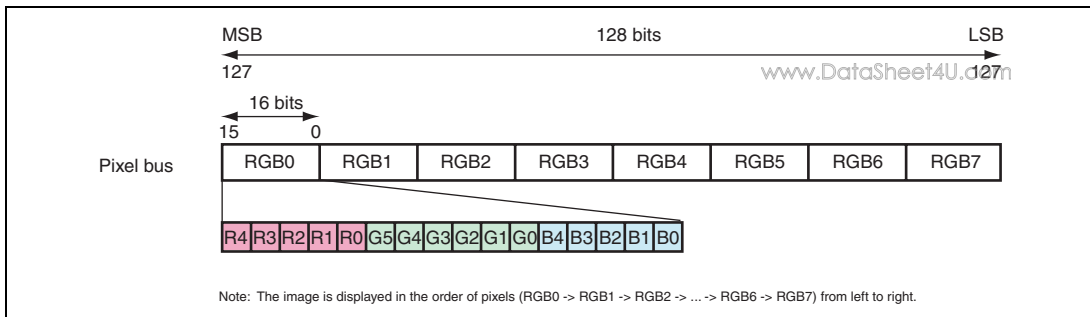 MSB 128 bits LSB
127 www.DataSheet4U.com 127
16 bits
15 0
Pixel bus RGB0 RGB1 RGB2 RGB3 RGB4 RGB5 RGB6 RGB7
R4 R3 R2 R1 R0 G5 G4 G3 G2 G1 G0 B4 B3 B2 B1 B0
Note: The image is displayed in the order of pixels (RGB0 -> RGB1 -> RGB2 -> ... -> RGB6 -> RGB7) from left to right.